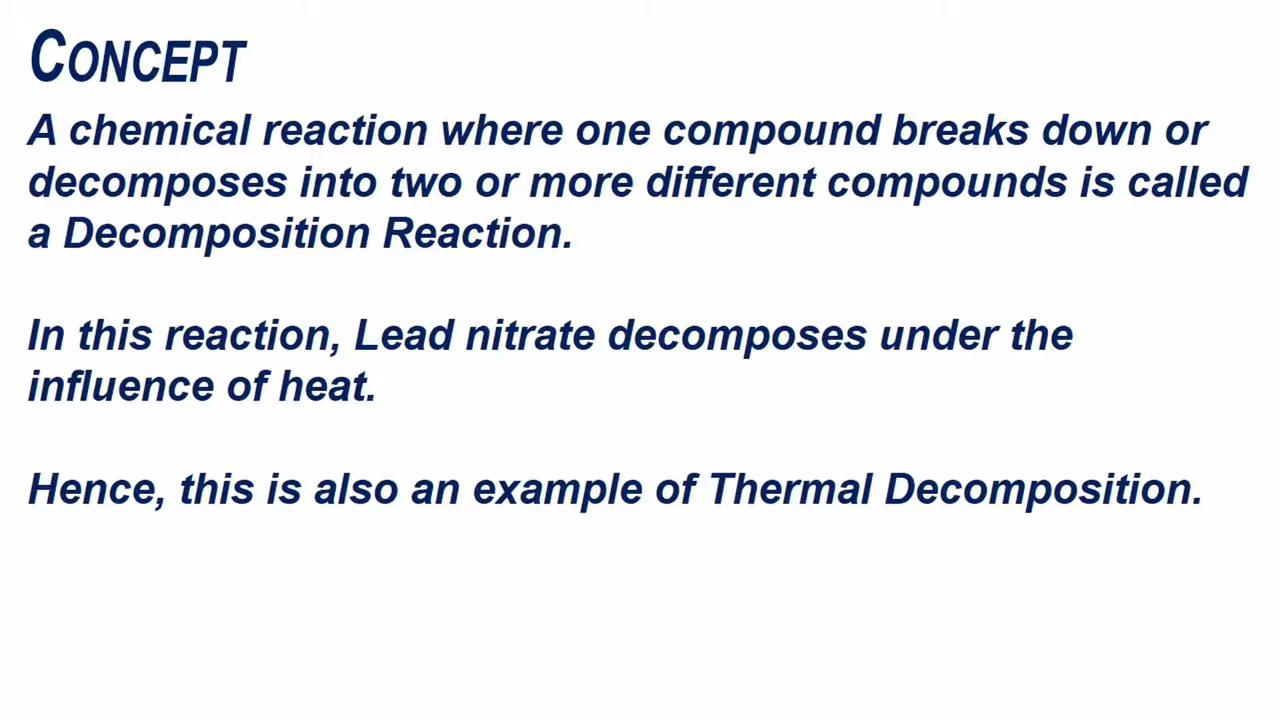 CONCEPT
A chemical reaction where one compound breaks down or
decomposes into two or more different compounds is called
a Decomposition Reaction.
In this reaction, Lead nitrate decomposes under the
influence of heat.
Hence, this is also an example of Thermal Decomposition.